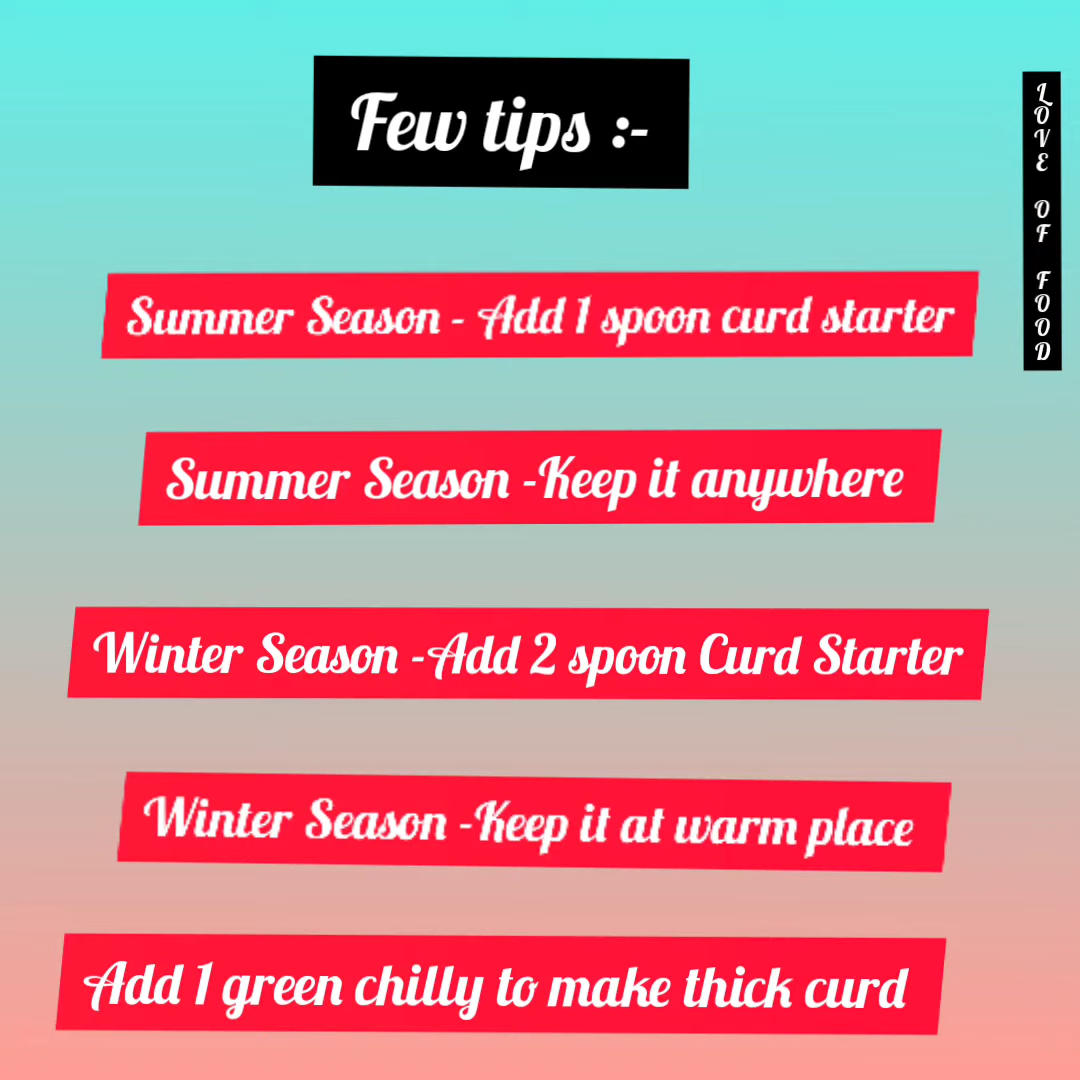 Few tips :-
LOVE OF FOOD
Summer Season - Add 1 spoon curd starter
Summer Season -Keep it anywhere
Winter Season -Add 2 spoon Curd Starter
Winter Season -Keep it at warm place
Add 1 green chilly to make thick curd